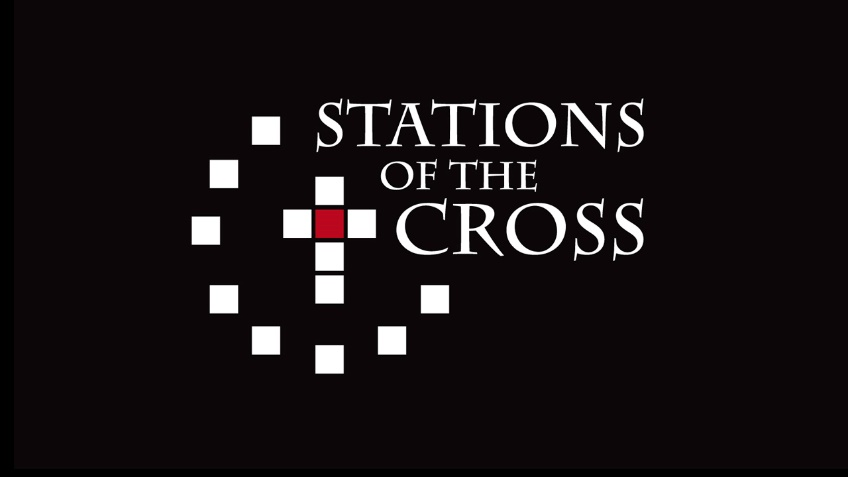 STATIONS
OF THE
CROSS